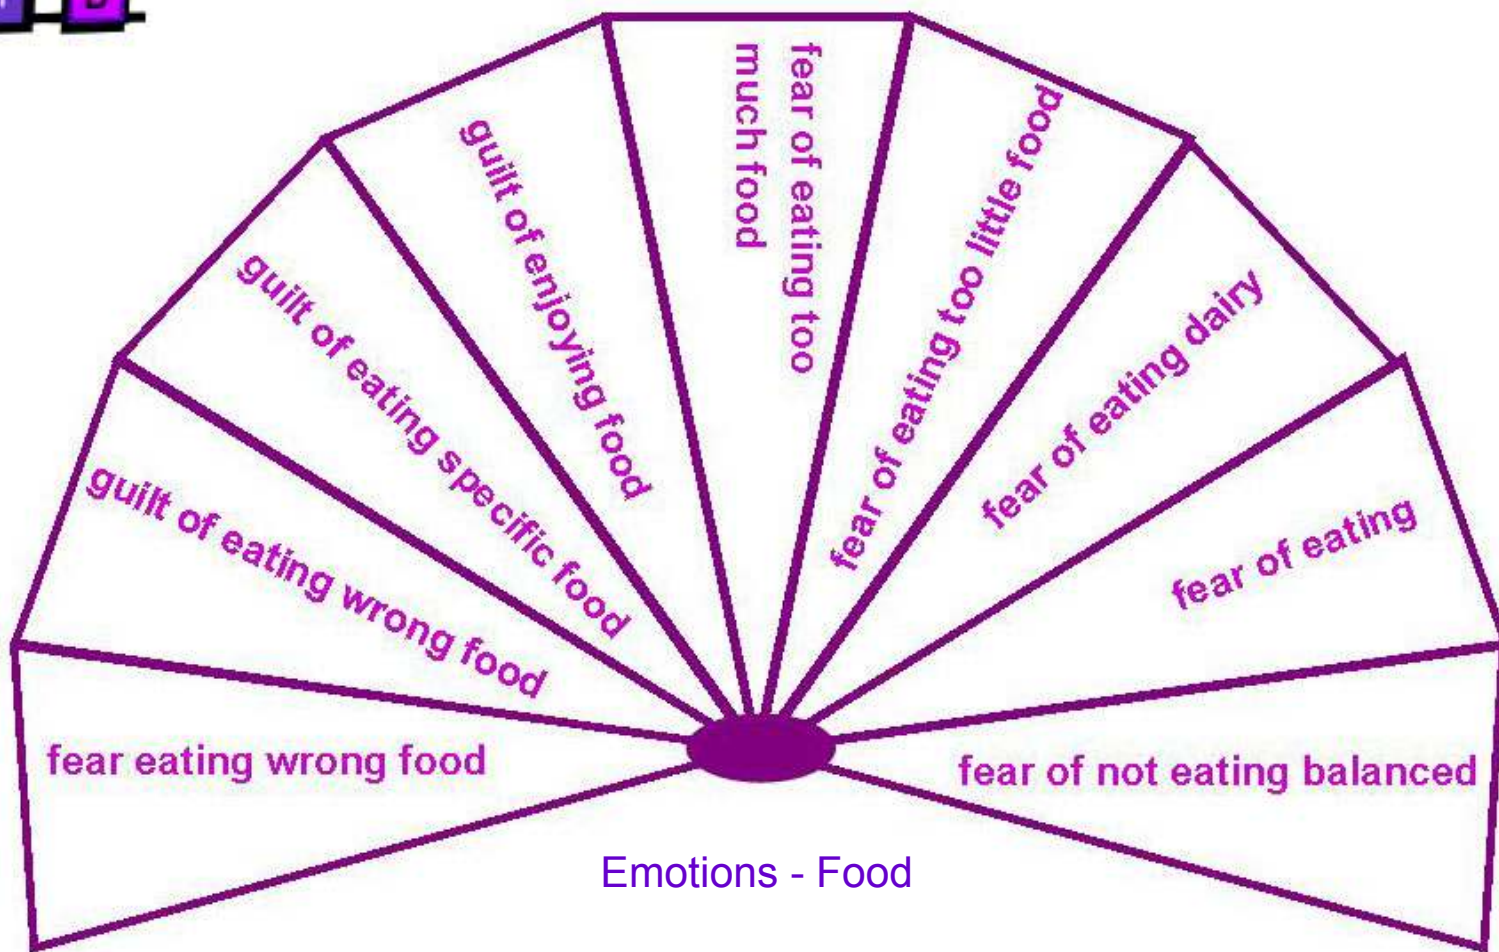 fear eating wrong food
guilt of eating wrong food
guilt of eating specific food
guilt of enjoying food
fear of eating too
much food
fear of eating too little food
fear of eating dairy
fear of eating
fear of not eating balanced
Emotions - Food